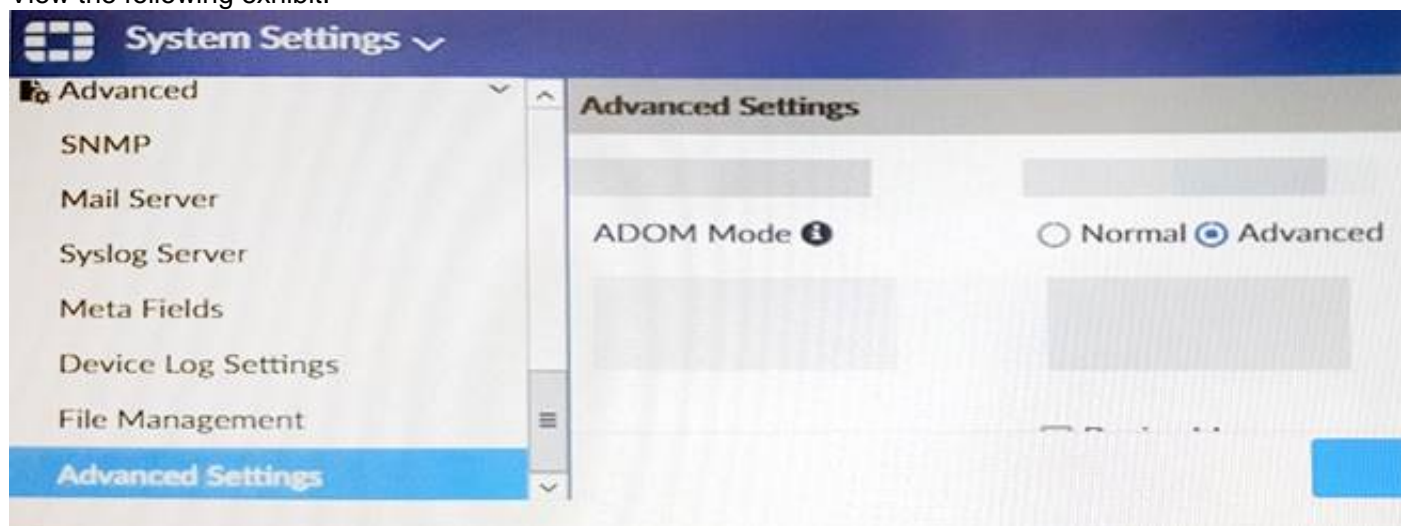 View the following exhibit:
System Settings
Advanced
SNMP
Mail Server
Syslog Server
Meta Fields
Device Log Settings
File Management
Advanced Settings
Advanced Settings
ADOM Mode
Normal Advanced